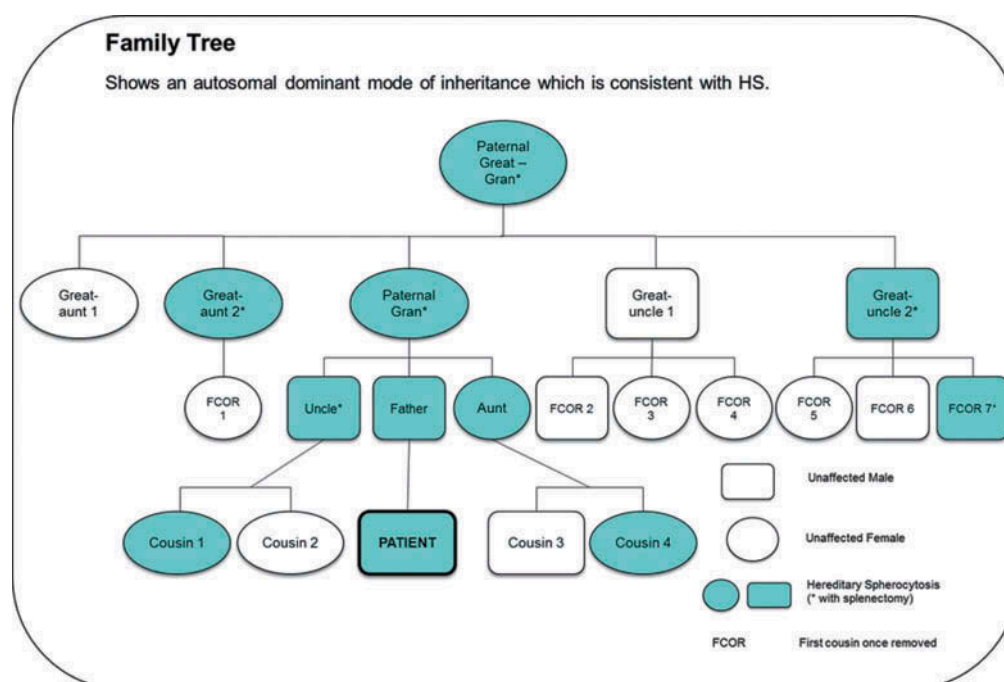 Family Tree
Shows an autosomal dominant mode of inheritance which is consistent with HS.
Paternal
Great –
Gran*
Great-
aunt 1
Great-
aunt 2*
Paternal
Gran*
Great-
uncle 1
Great-
uncle 2*
FCOR
1
Uncle*
Father
Aunt
FCOR 2
FCOR
3
FCOR
4
FCOR
5
FCOR 6
FCOR 7*
Cousin 1
Cousin 2
PATIENT
Cousin 3
Cousin 4
Unaffected Male
Unaffected Female
Hereditary Spherocytosis
(* with splenectomy)
FCOR
First cousin once removed